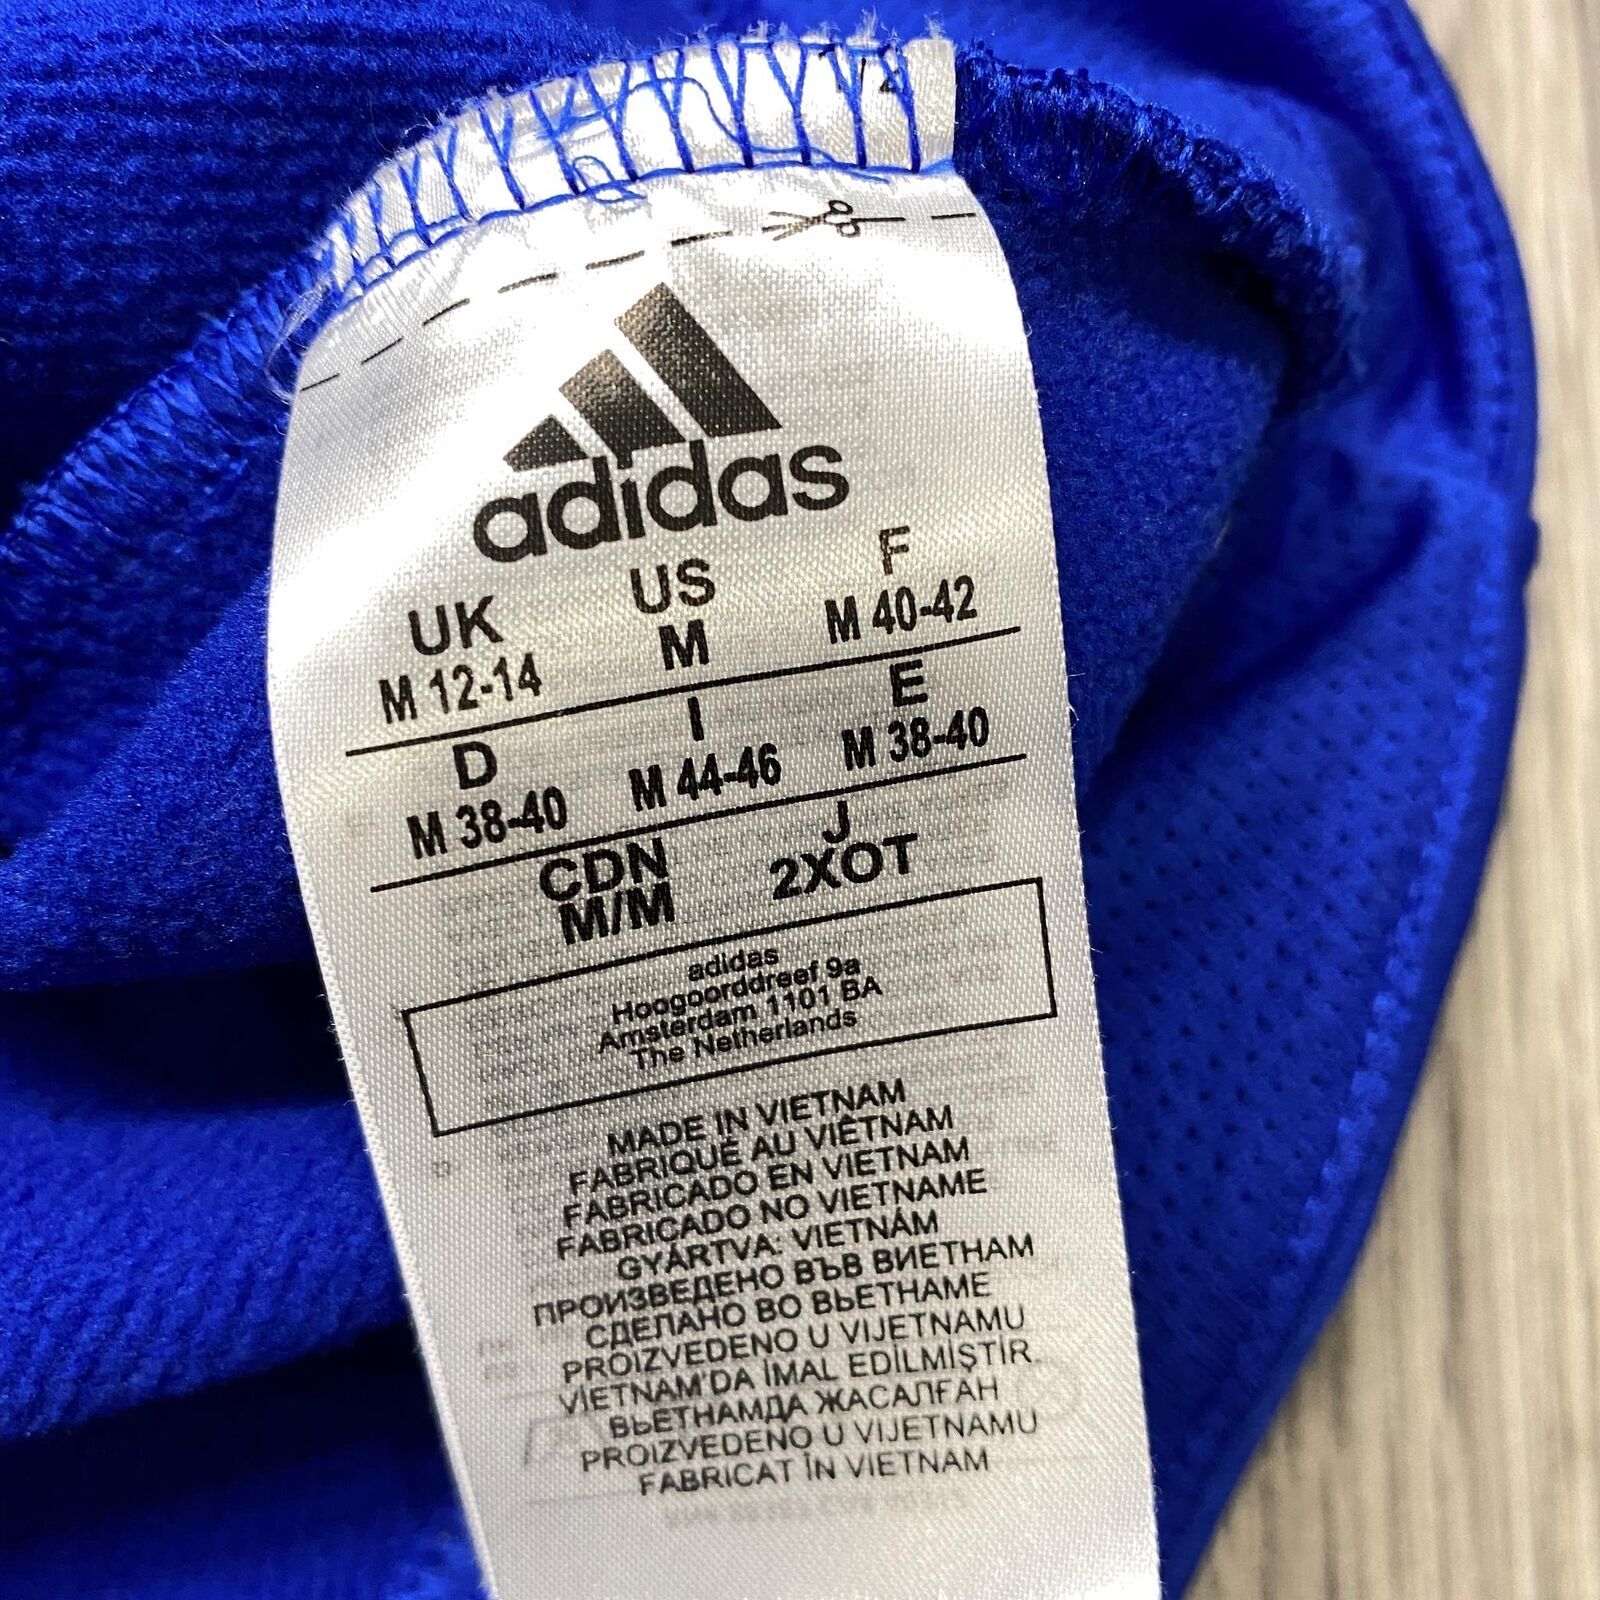 adidas
UK US F
M 12-14 M M 40-42
D I E
M 38-40 M 44-46 M 38-40
CDN J
M/M 2XOT
adidas
Hoogoorddreef 9a
Amsterdam 1101 BA
The Netherlands
MADE IN VIETNAM
FABRIQUÉ AU VIÊTNAM
FABRICADO EN VIETNAM
FABRICADO NO VIETNAME
GYÁRTVA: VIETNÁM
ПРОИЗВЕДЕНО ВЪВ ВИЕТНАМ
СДЕЛАНО ВО ВЬЕТНАМЕ
PROIZVEDENO U VIJETNAMU
VİETNAM'DA İMAL EDİLMİŞTİR.
ВЬЕТНАМДА ЖАСАЛҒАН
PROIZVEDENO U VIJETNAMU
FABRICAT ÎN VIETNAM